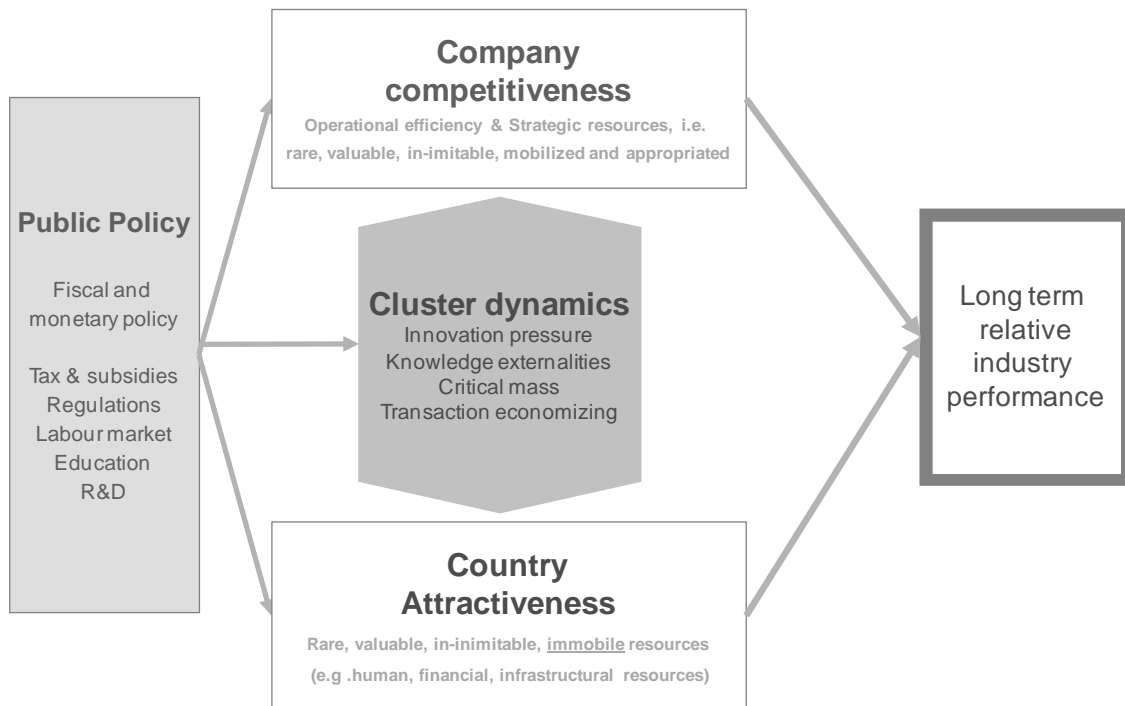 Company
competitiveness
Operational efficiency & Strategic resources, i.e.
rare, valuable, in-imitable, mobilized and appropriated
Public Policy
Fiscal and
monetary policy
Tax & subsidies
Regulations
Labour market
Education
R&D
Cluster dynamics
Innovation pressure
Knowledge externalities
Critical mass
Transaction economizing
Long term
relative
industry
performance
Country
Attractiveness
Rare, valuable, in-inimitable, immobile resources
(e.g .human, financial, infrastructural resources)